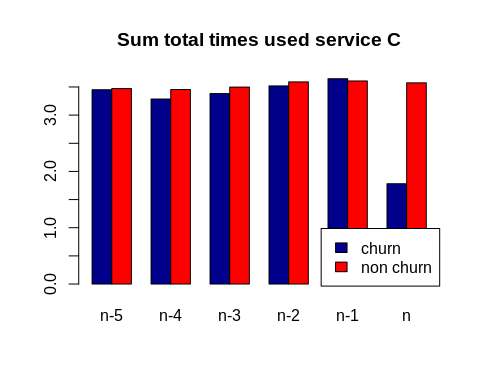 Sum total times used service C
3.0
2.0
1.0
0.0
churn
non churn
n-5 n-4 n-3 n-2 n-1 n